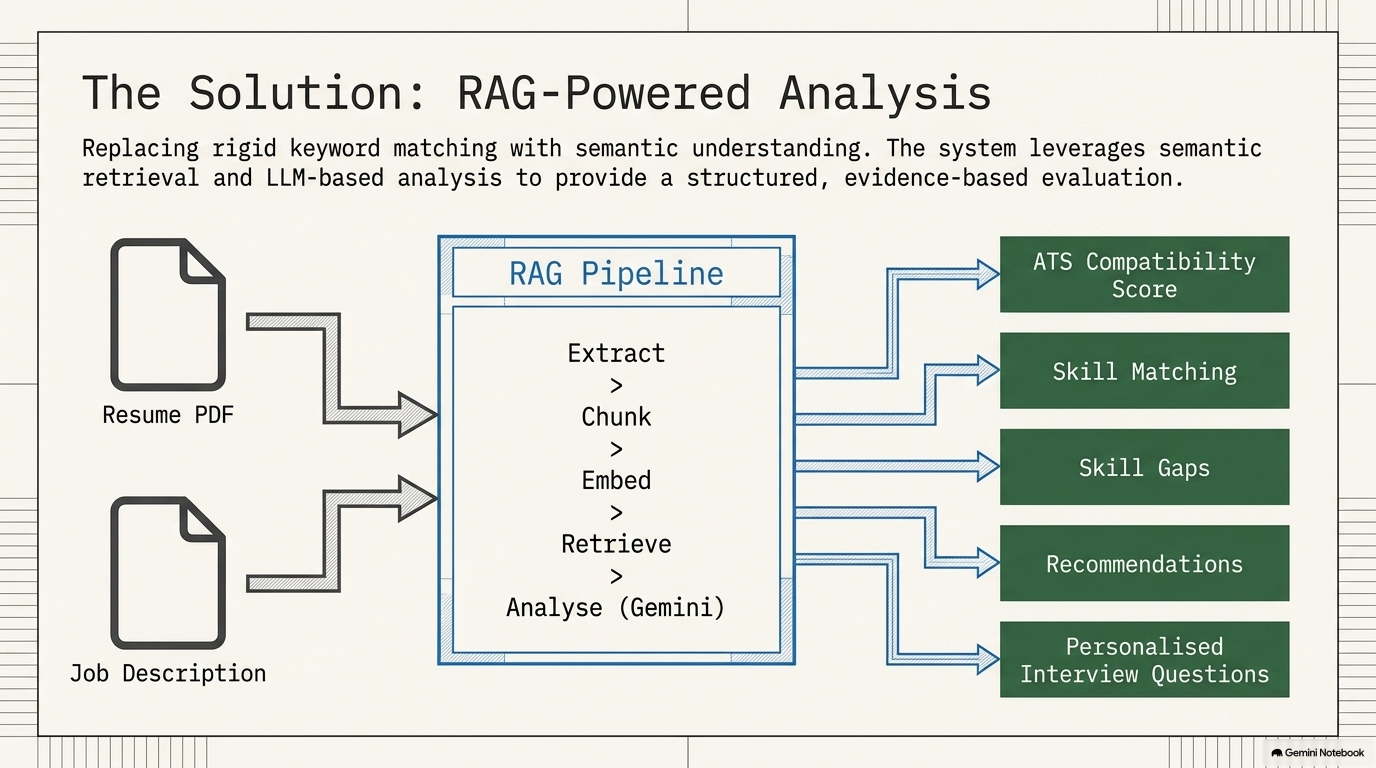 The Solution: RAG-Powered Analysis
Replacing rigid keyword matching with semantic understanding. The system leverages semantic
retrieval and LLM-based analysis to provide a structured, evidence-based evaluation.
Resume PDF
Job Description
RAG Pipeline
Extract
>
Chunk
>
Embed
>
Retrieve
>
Analyse (Gemini)
ATS Compatibility
Score
Skill Matching
Skill Gaps
Recommendations
Personalised
Interview Questions
Gemini Notebook